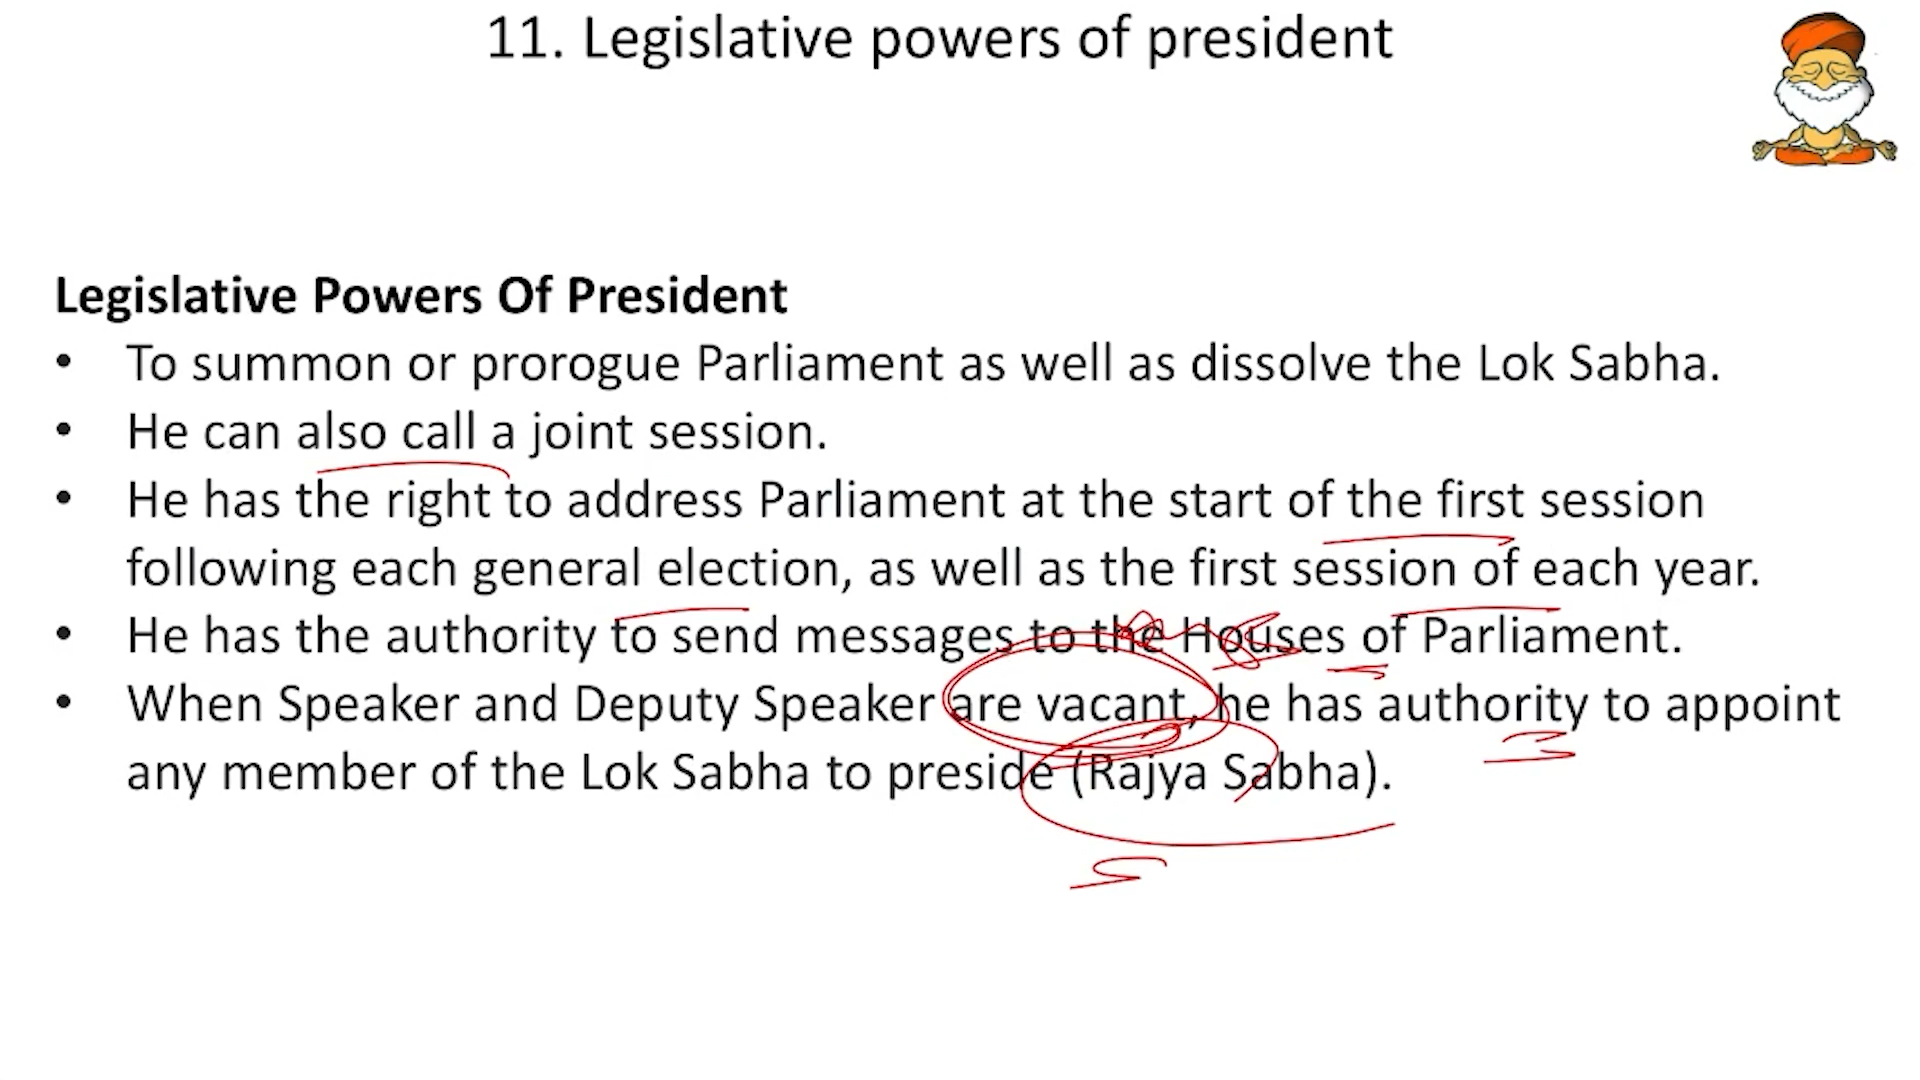 11. Legislative powers of president
Legislative Powers Of President
• To summon or prorogue Parliament as well as dissolve the Lok Sabha.
• He can also call a joint session.
• He has the right to address Parliament at the start of the first session
following each general election, as well as the first session of each year.
• He has the authority to send messages to the Houses of Parliament.
• When Speaker and Deputy Speaker are vacant, he has authority to appoint
any member of the Lok Sabha to preside (Rajya Sabha).